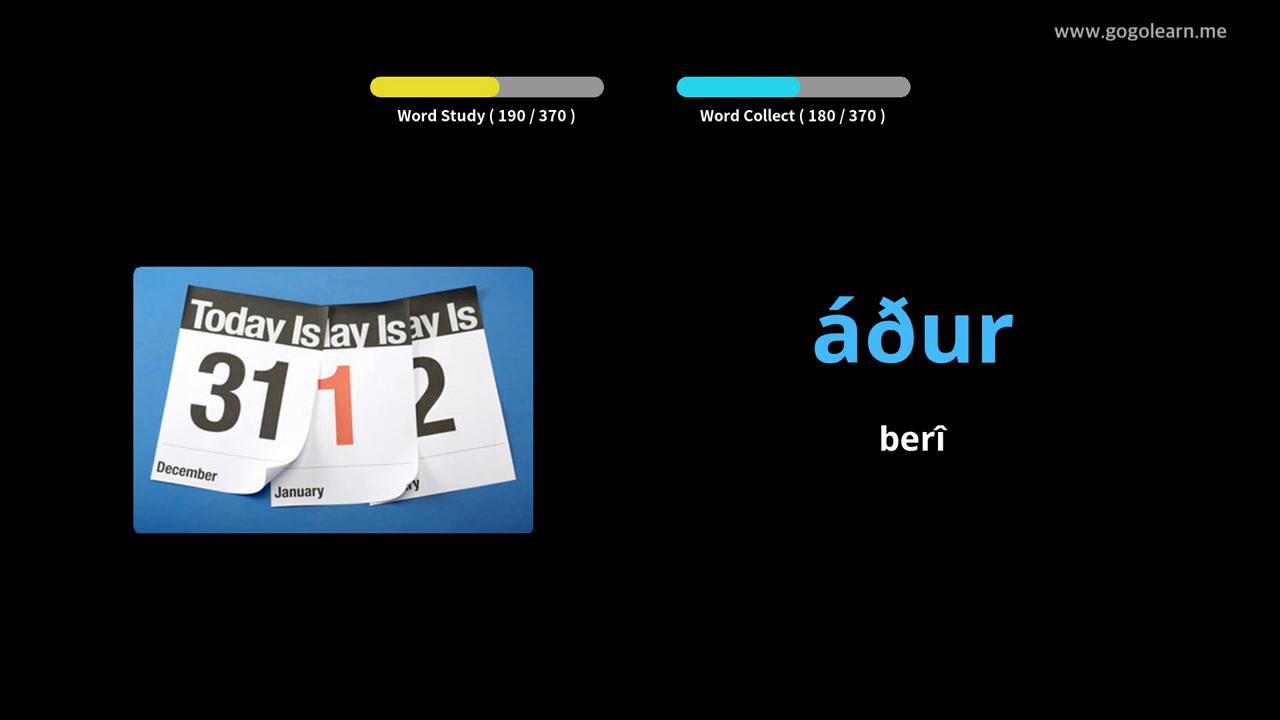 www.gogolearn.me
Word Study ( 190 / 370 )
Word Collect ( 180 / 370 )
Today Is
ay Is
ay Is
31
1
2
December
January
ry
áður
berî